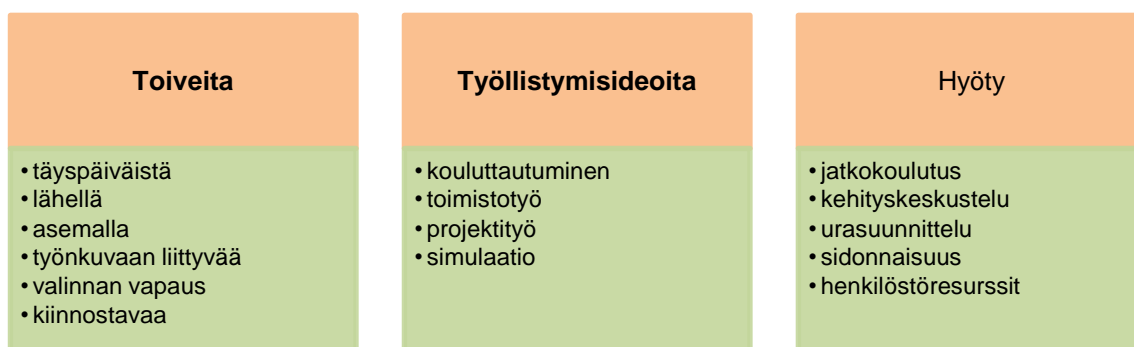 Toiveita
• täyspäiväistä
• lähellä
• asemalla
• työnkuvaan liittyvää
• valinnan vapaus
• kiinnostavaa
Työllistymisideoita
• kouluttautuminen
• toimistotyö
• projektityö
• simulaatio
Hyöty
• jatkokoulutus
• kehityskeskustelu
• urasuunnittelu
• sidonnaisuus
• henkilöstöresurssit